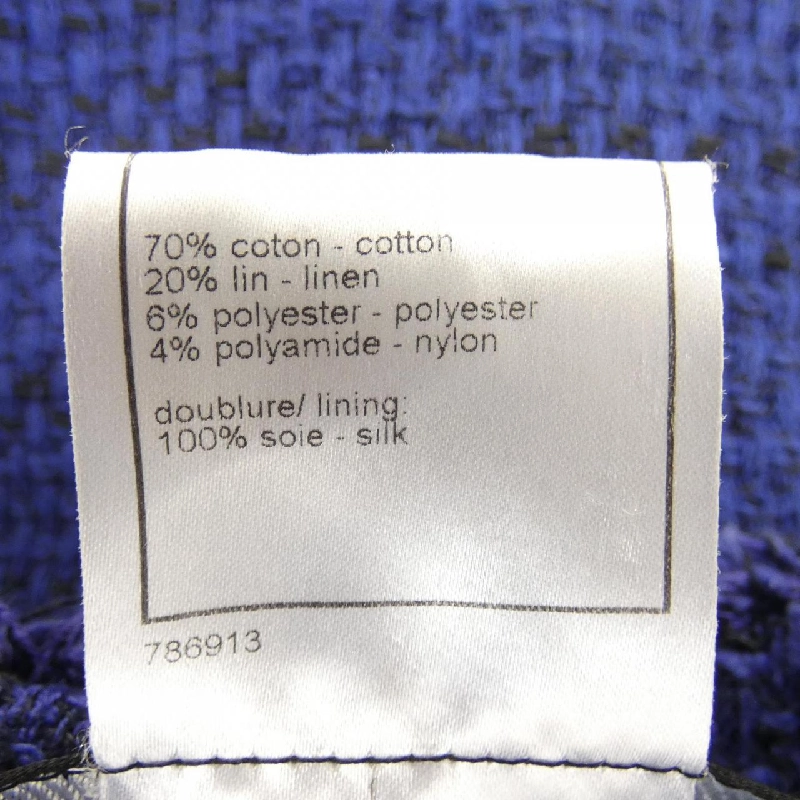 70% coton - cotton
20% lin - linen
6% polyester - polyester
4% polyamide - nylon
doublure/ lining:
100% soie - silk
786913